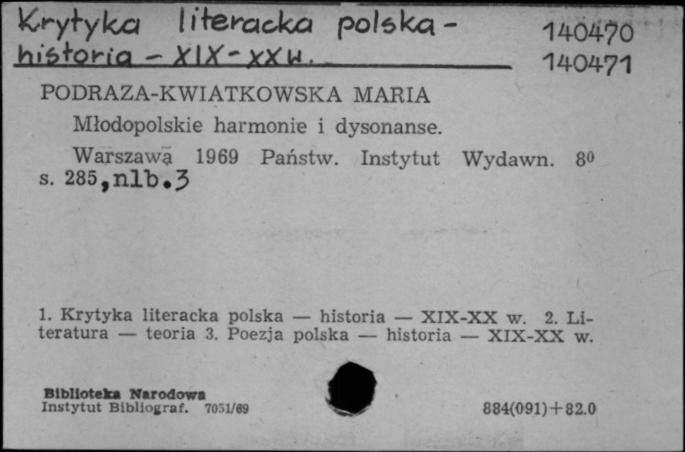 Krytyka literacka polska - 140470
historia - XIX-XX w. 140471
PODRAZA-KWIATKOWSKA MARIA
Młodopolskie harmonie i dysonanse.
Warszawa 1969 Państw. Instytut Wydawn. 8⁰
s. 285, nlb. 3
1. Krytyka literacka polska — historia — XIX-XX w. 2. Li-
teratura — teoria 3. Poezja polska — historia — XIX-XX w.
Biblioteka Narodowa
Instytut Bibliograf. 7051/69 884(091)+82.0